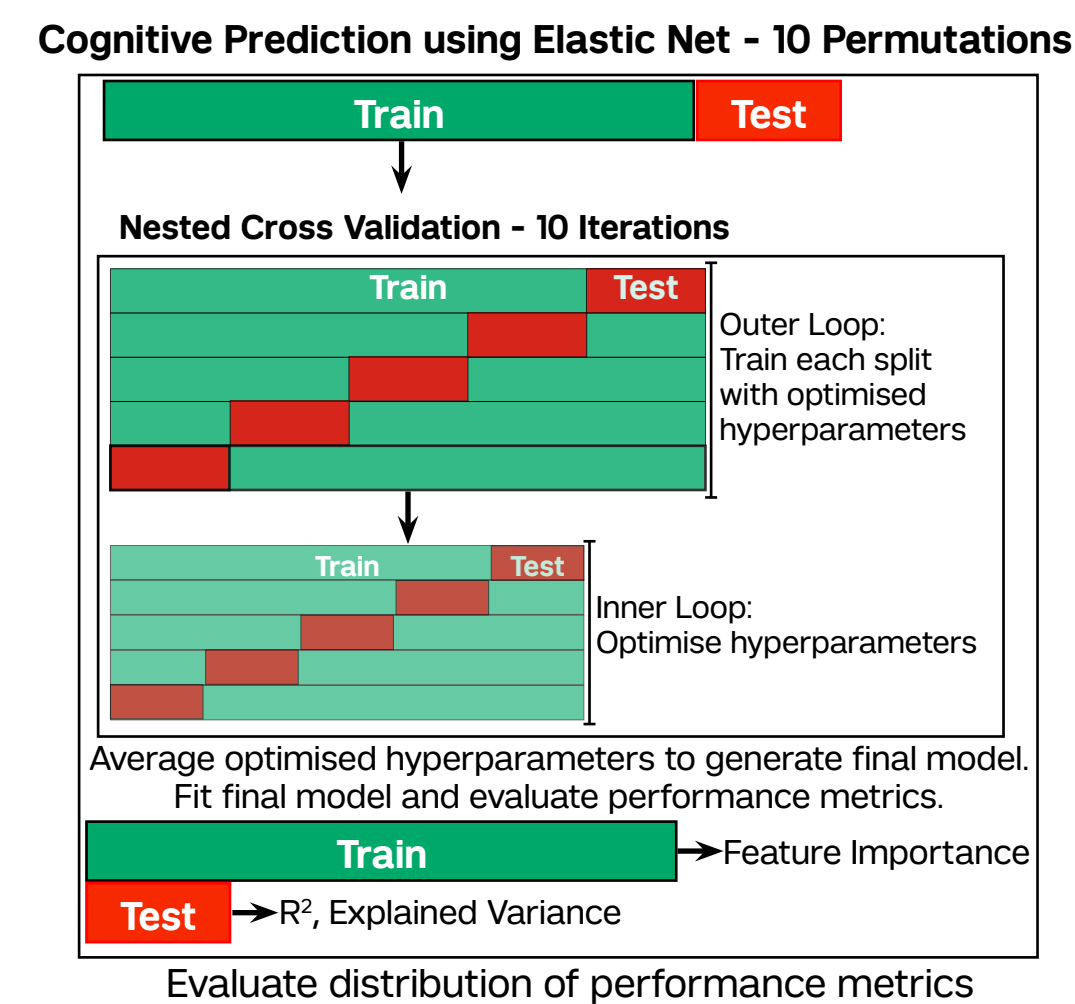 Cognitive Prediction using Elastic Net - 10 Permutations
Train
Test
Nested Cross Validation - 10 Iterations
Train
Test
Outer Loop:
Train each split
with optimised
hyperparameters
Train
Test
Inner Loop:
Optimise hyperparameters
Average optimised hyperparameters to generate final model.
Fit final model and evaluate performance metrics.
Train
Feature Importance
Test
R², Explained Variance
Evaluate distribution of performance metrics